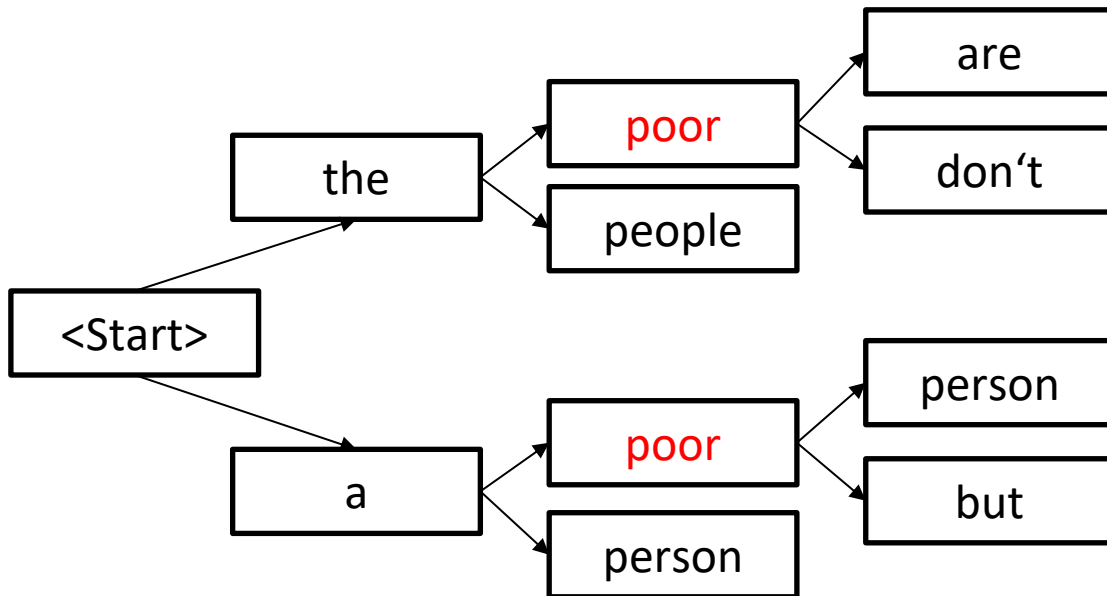 are
poor
don‘t
the
people
<Start>
person
poor
a
but
person